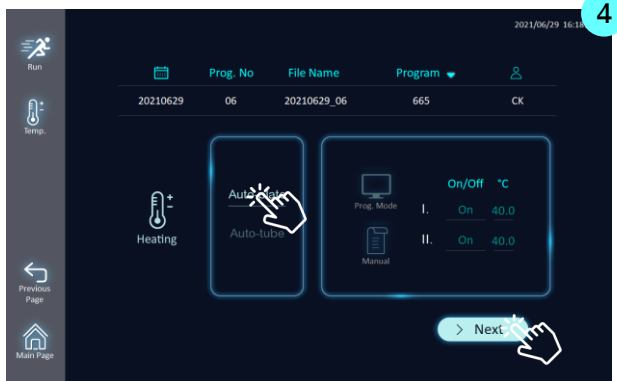 4
2021/06/29 16:18
Run
Prog. No File Name Program
20210629 06 20210629_06 665 CK
Temp.
On/Off °C
Auto-plate
Prog. Mode I. On 40.0
Heating Auto-tube II. On 40.0
Manual
Previous
Page
> Next
Main Page